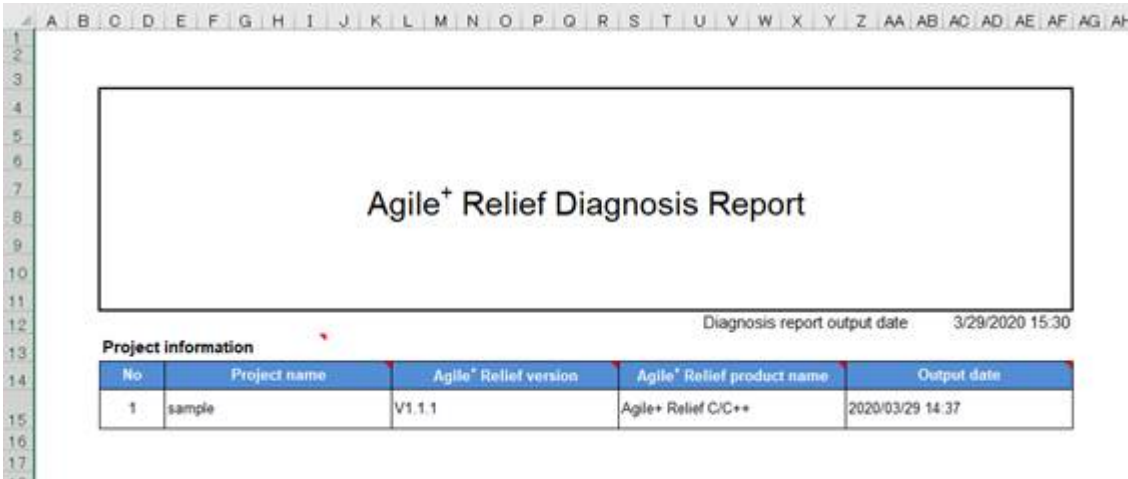 A B C D E F G H I J K L M N O P Q R S T U V W X Y Z AA AB AC AD AE AF AG AH
1
2
3
4
5
6
7
8
9
10
11
12
13
14
15
16
17
Agile⁺ Relief Diagnosis Report
Diagnosis report output date 3/29/2020 15:30
Project information
No Project name Agile⁺ Relief version Agile⁺ Relief product name Output date
1 sample V1.1.1 Agile+ Relief C/C++ 2020/03/29 14:37